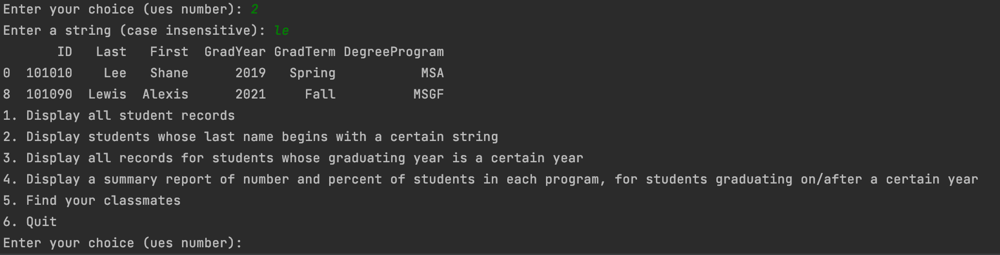 Enter your choice (ues number): 2
Enter a string (case insensitive): le
       ID   Last   First  GradYear GradTerm DegreeProgram
0  101010    Lee   Shane      2019   Spring           MSA
8  101090  Lewis  Alexis      2021     Fall          MSGF
1. Display all student records
2. Display students whose last name begins with a certain string
3. Display all records for students whose graduating year is a certain year
4. Display a summary report of number and percent of students in each program, for students graduating on/after a certain year
5. Find your classmates
6. Quit
Enter your choice (ues number):